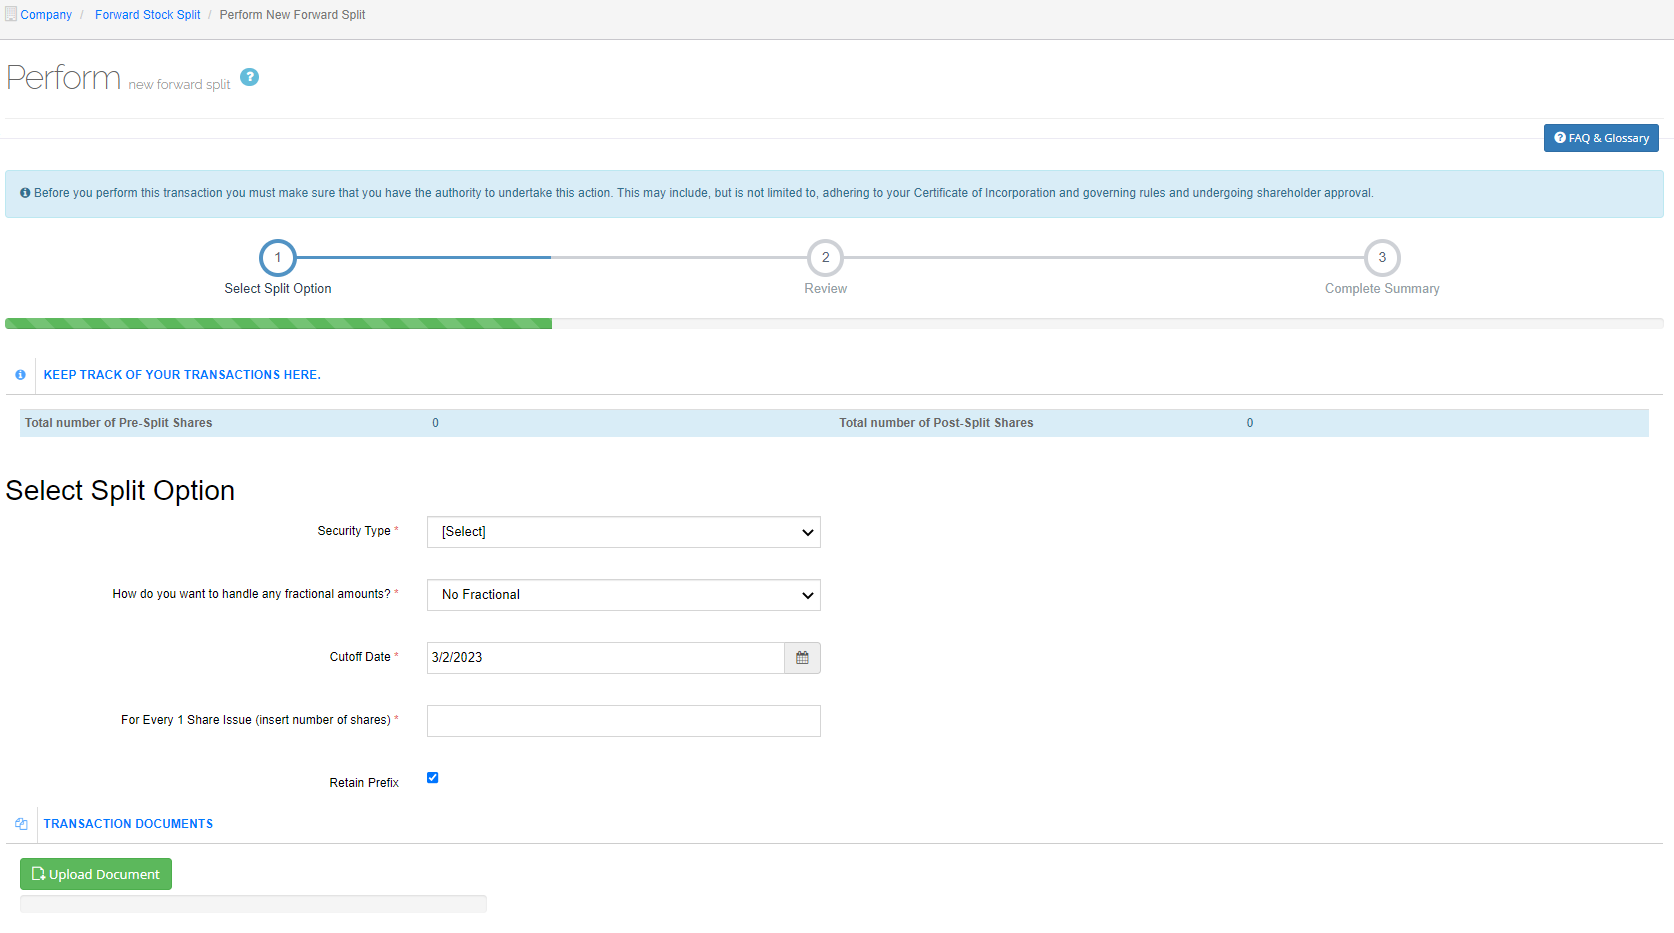 Company / Forward Stock Split / Perform New Forward Split
Perform new forward split ?
FAQ & Glossary
Before you perform this transaction you must make sure that you have the authority to undertake this action. This may include, but is not limited to, adhering to your Certificate of Incorporation and governing rules and undergoing shareholder approval.
1 2 3
Select Split Option Review Complete Summary
KEEP TRACK OF YOUR TRANSACTIONS HERE.
Total number of Pre-Split Shares 0 Total number of Post-Split Shares 0
Select Split Option
Security Type * [Select]
How do you want to handle any fractional amounts? * No Fractional
Cutoff Date * 3/2/2023
For Every 1 Share Issue (insert number of shares) *
Retain Prefix
TRANSACTION DOCUMENTS
Upload Document